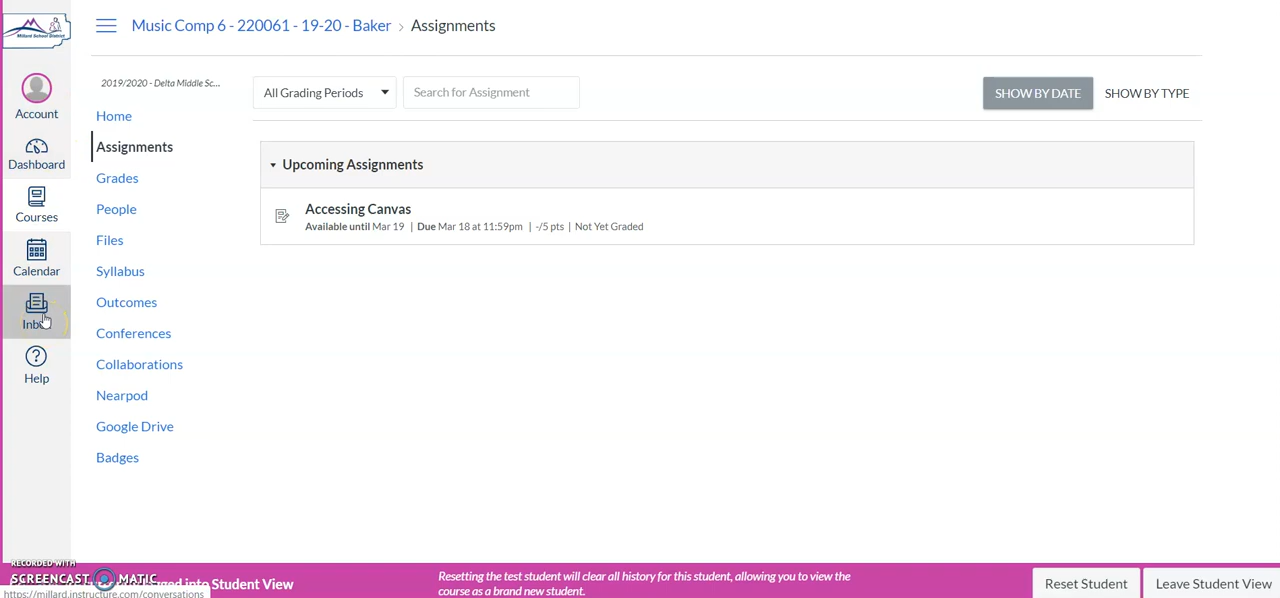 Millard School District
Account
Dashboard
Courses
Calendar
Help
Music Comp 6 - 220061 - 19-20 - Baker > Assignments
2019/2020 - Delta Middle Sc...
Home
Assignments
Grades
People
Files
Syllabus
Outcomes
Conferences
Collaborations
Nearpod
Google Drive
Badges
All Grading Periods
Search for Assignment
SHOW BY DATE
SHOW BY TYPE
Upcoming Assignments
Accessing Canvas
Available until Mar 19 | Due Mar 18 at 11:59pm | -/5 pts | Not Yet Graded
RECORDED WITH
SCREENCAST MATIC
into Student View
https://millard.instructure.com/conversations
Resetting the test student will clear all history for this student, allowing you to view the
course as a brand new student.
Reset Student
Leave Student View